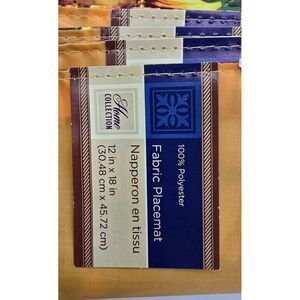 100% Polyester
Fabric Placemat
Home
COLLECTION
Napperon en tissu
12 in x 18 in
(30.48 cm x 45.72 cm)